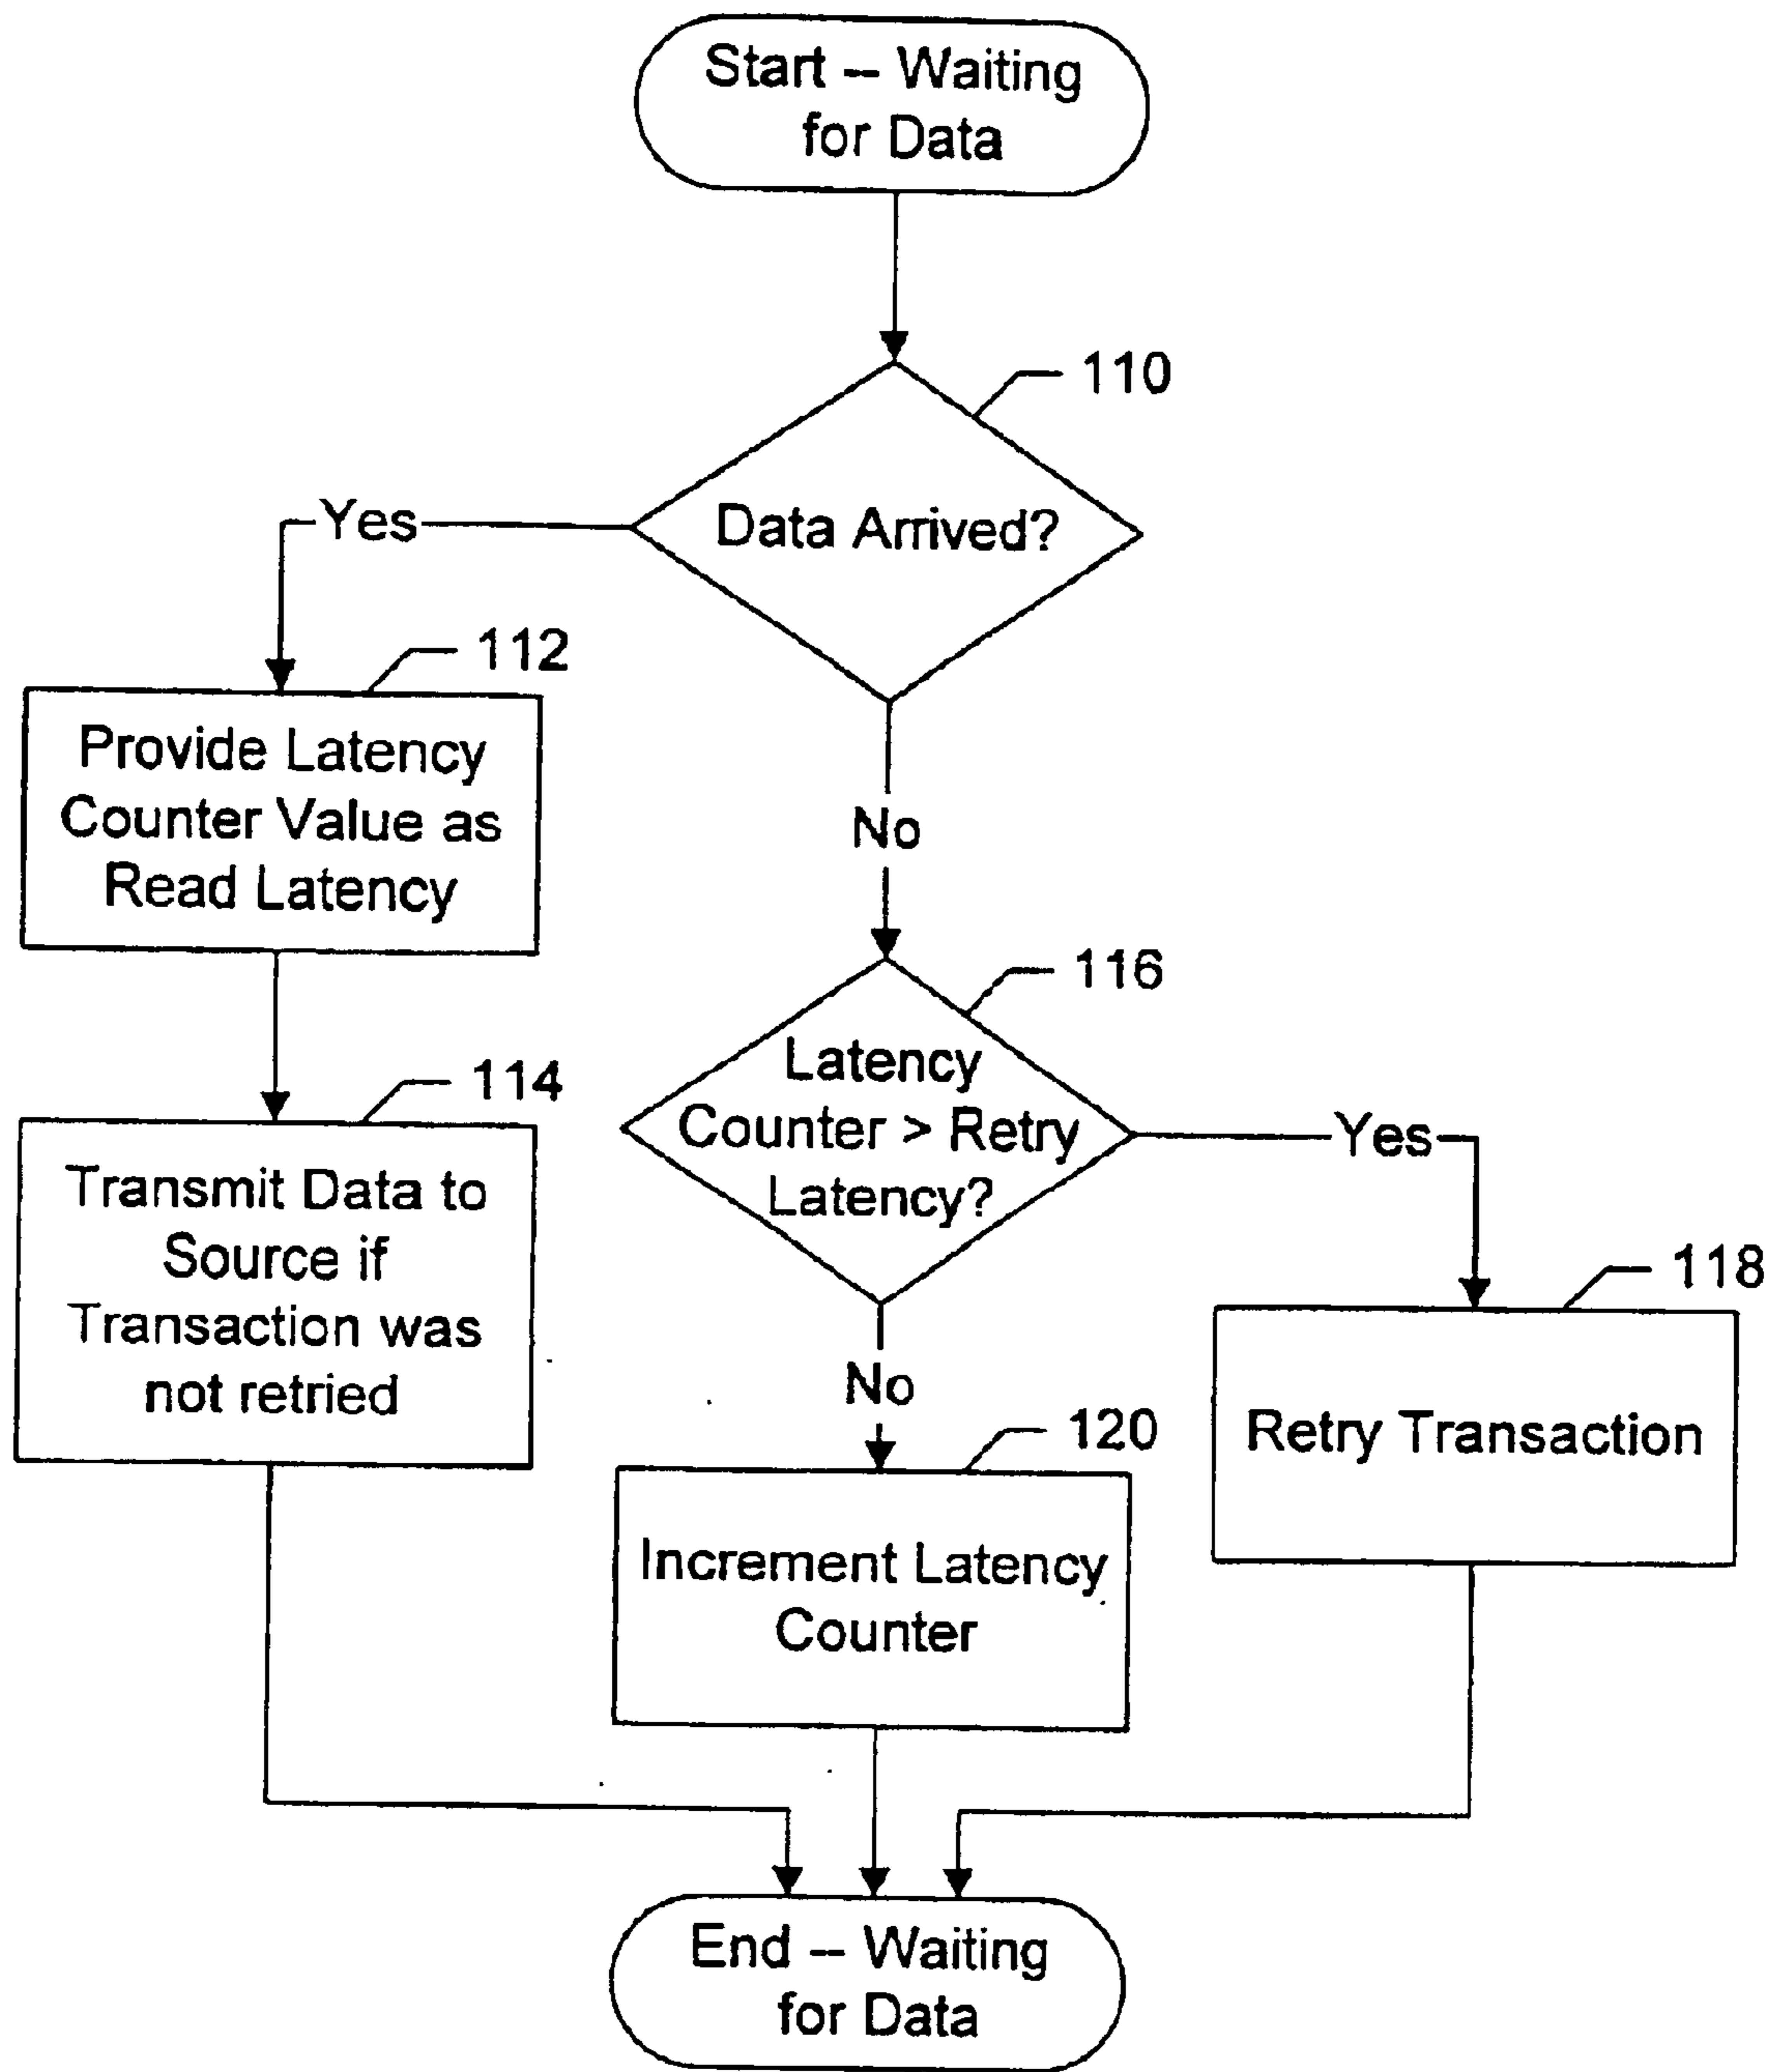 Start -- Waiting
for Data
110
Data Arrived?
Yes
No
112
Provide Latency
Counter Value as
Read Latency
114
Transmit Data to
Source if
Transaction was
not retried
116
Latency
Counter > Retry
Latency?
Yes
No
118
Retry Transaction
120
Increment Latency
Counter
End -- Waiting
for Data